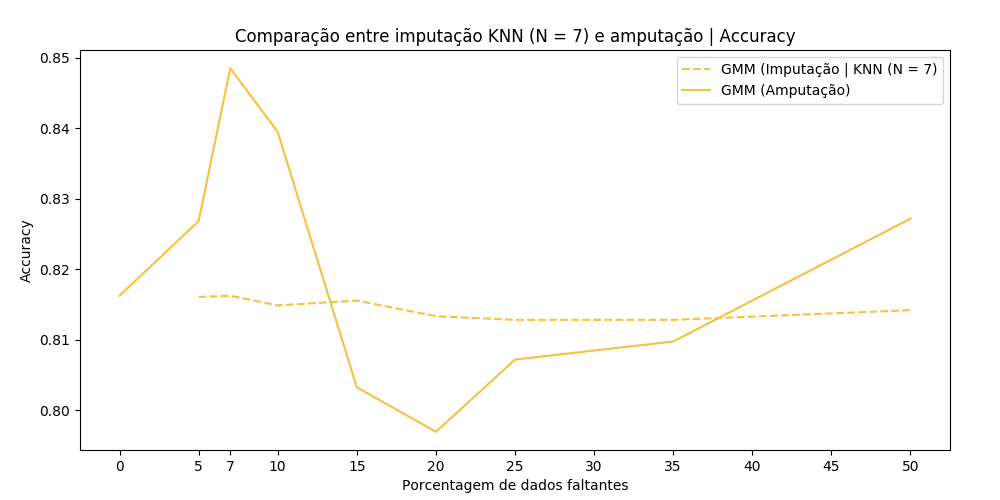 Comparação entre imputação KNN (N = 7) e amputação | Accuracy
GMM (Imputação | KNN (N = 7)
GMM (Amputação)
0.85
0.84
0.83
0.82
0.81
0.80
Accuracy
0 5 7 10 15 20 25 30 35 40 45 50
Porcentagem de dados faltantes